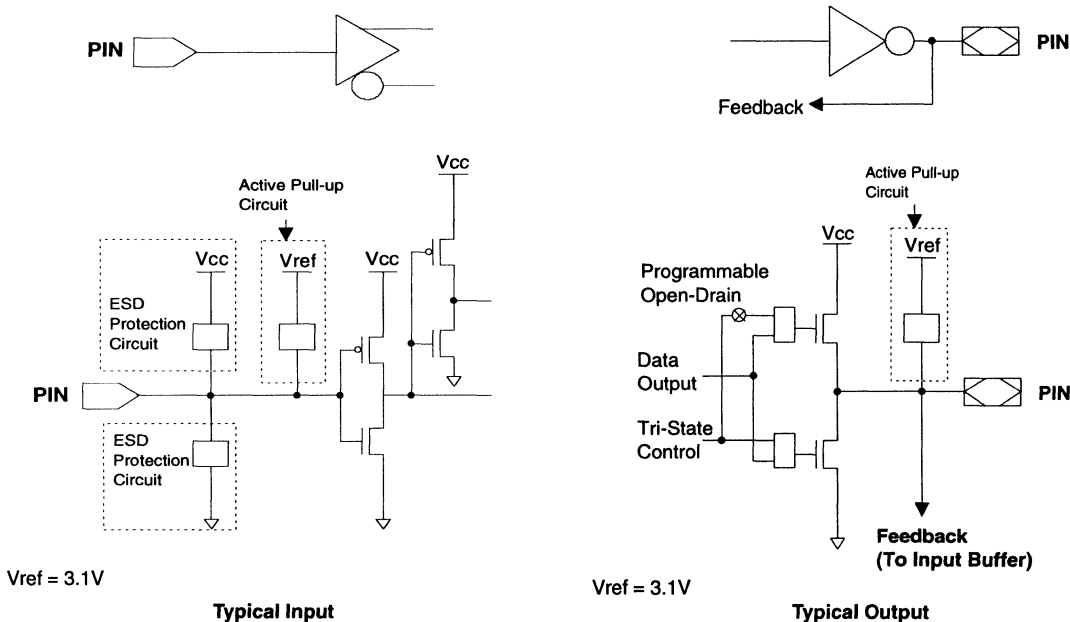 PIN
PIN
Feedback
Vcc
Active Pull-up
Circuit
Vcc
Vref
Vcc
ESD
Protection
Circuit
PIN
ESD
Protection
Circuit
Vref = 3.1V
Typical Input
Active Pull-up
Circuit
Vcc
Vref
Programmable
Open-Drain
Data
Output
PIN
Tri-State
Control
Feedback
(To Input Buffer)
Vref = 3.1V
Typical Output